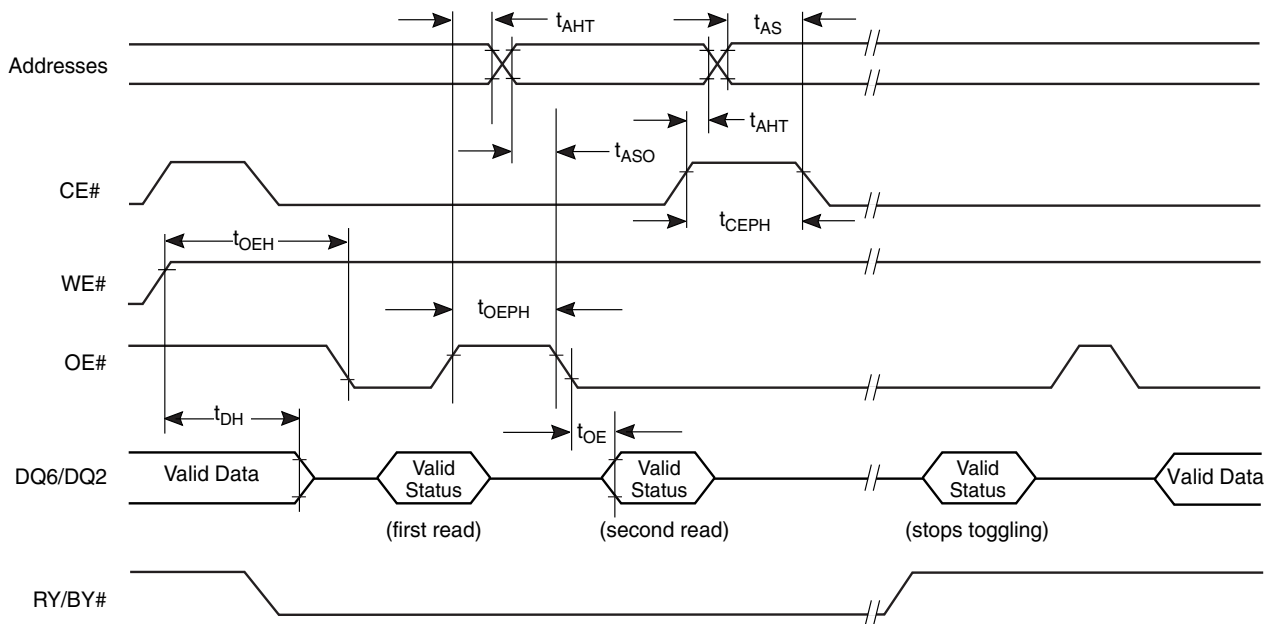 tAHT
tAS
Addresses
tAHT
tASO
CE#
tCEPH
tOEH
WE#
tOEPH
OE#
tDH
tOE
DQ6/DQ2
Valid Data
Valid
Status
Valid
Status
Valid
Status
Valid Data
(first read)
(second read)
(stops toggling)
RY/BY#